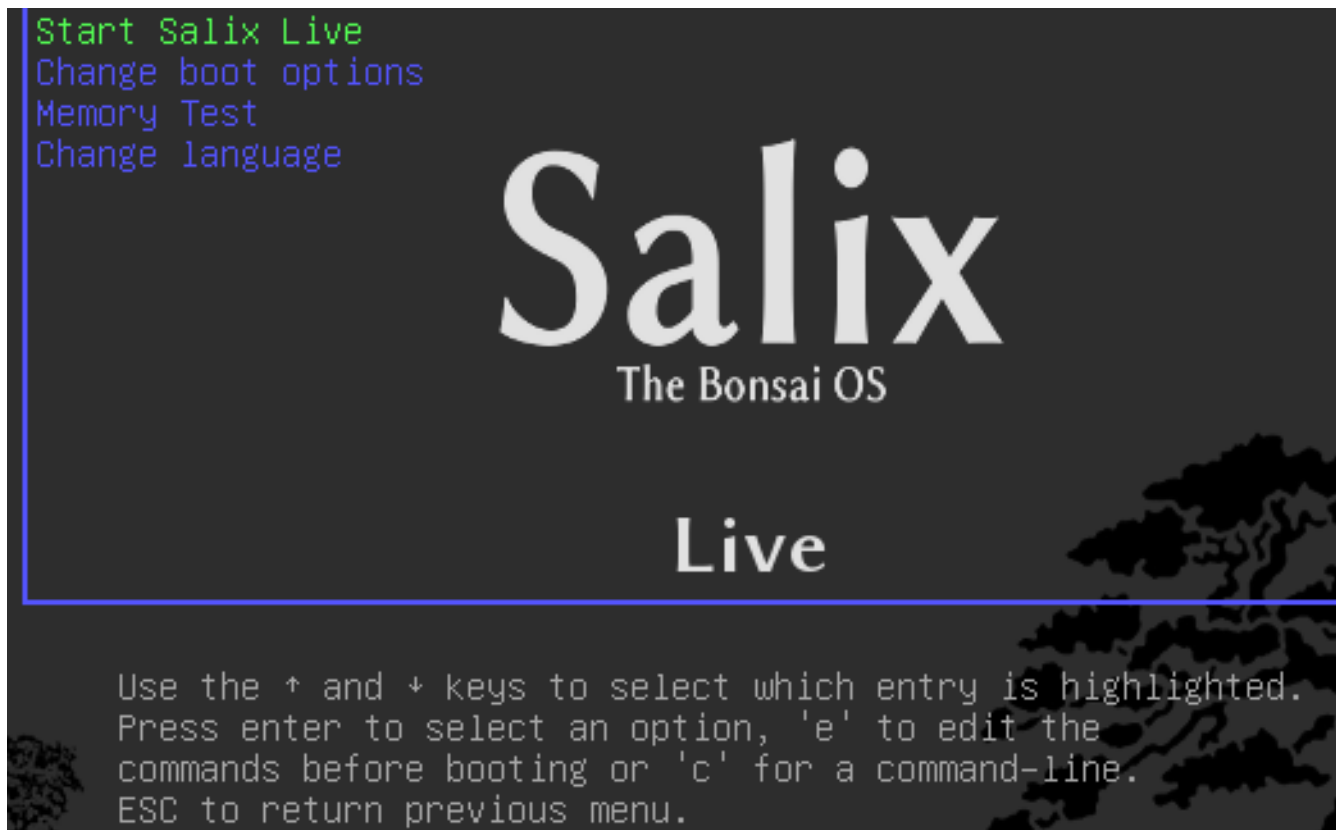 Start Salix Live
Change boot options
Memory Test
Change language
Salix
The Bonsai OS
Live
Use the ↑ and ↓ keys to select which entry is highlighted.
Press enter to select an option, 'e' to edit the
commands before booting or 'c' for a command-line.
ESC to return previous menu.